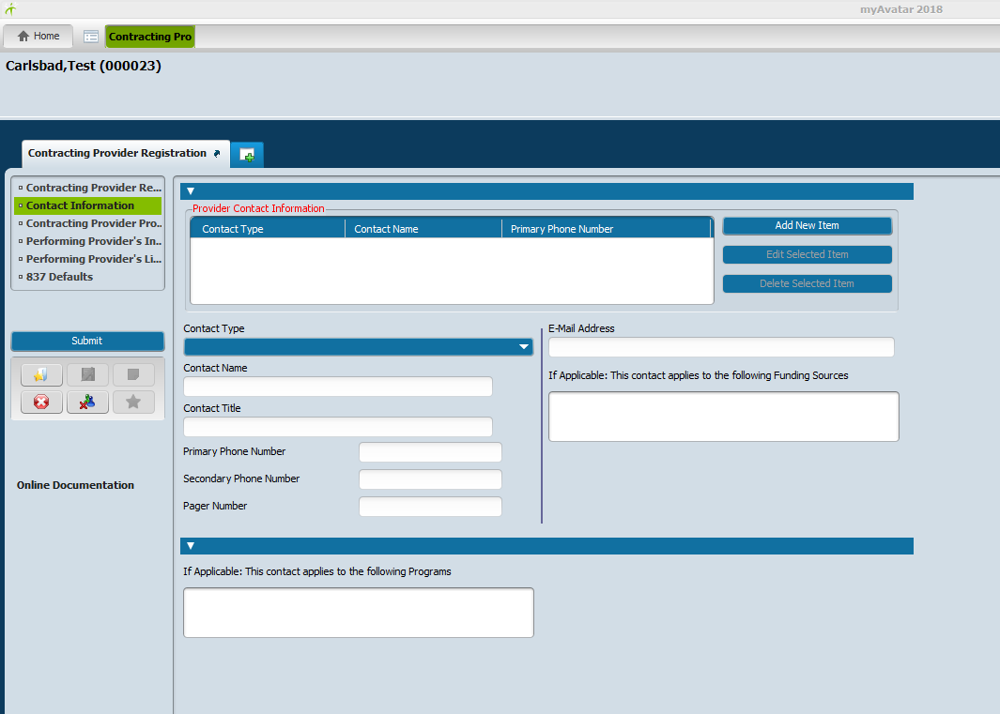 myAvatar 2018
Home
Contracting Pro
Carlsbad,Test (000023)
Contracting Provider Registration
Contracting Provider Re...
Contact Information
Contracting Provider Pro..
Performing Provider's In..
Performing Provider's Li...
837 Defaults
Submit
Online Documentation
Provider Contact Information
Contact Type Contact Name Primary Phone Number
Add New Item
Edit Selected Item
Delete Selected Item
Contact Type
Contact Name
Contact Title
Primary Phone Number
Secondary Phone Number
Pager Number
E-Mail Address
If Applicable: This contact applies to the following Funding Sources
If Applicable: This contact applies to the following Programs